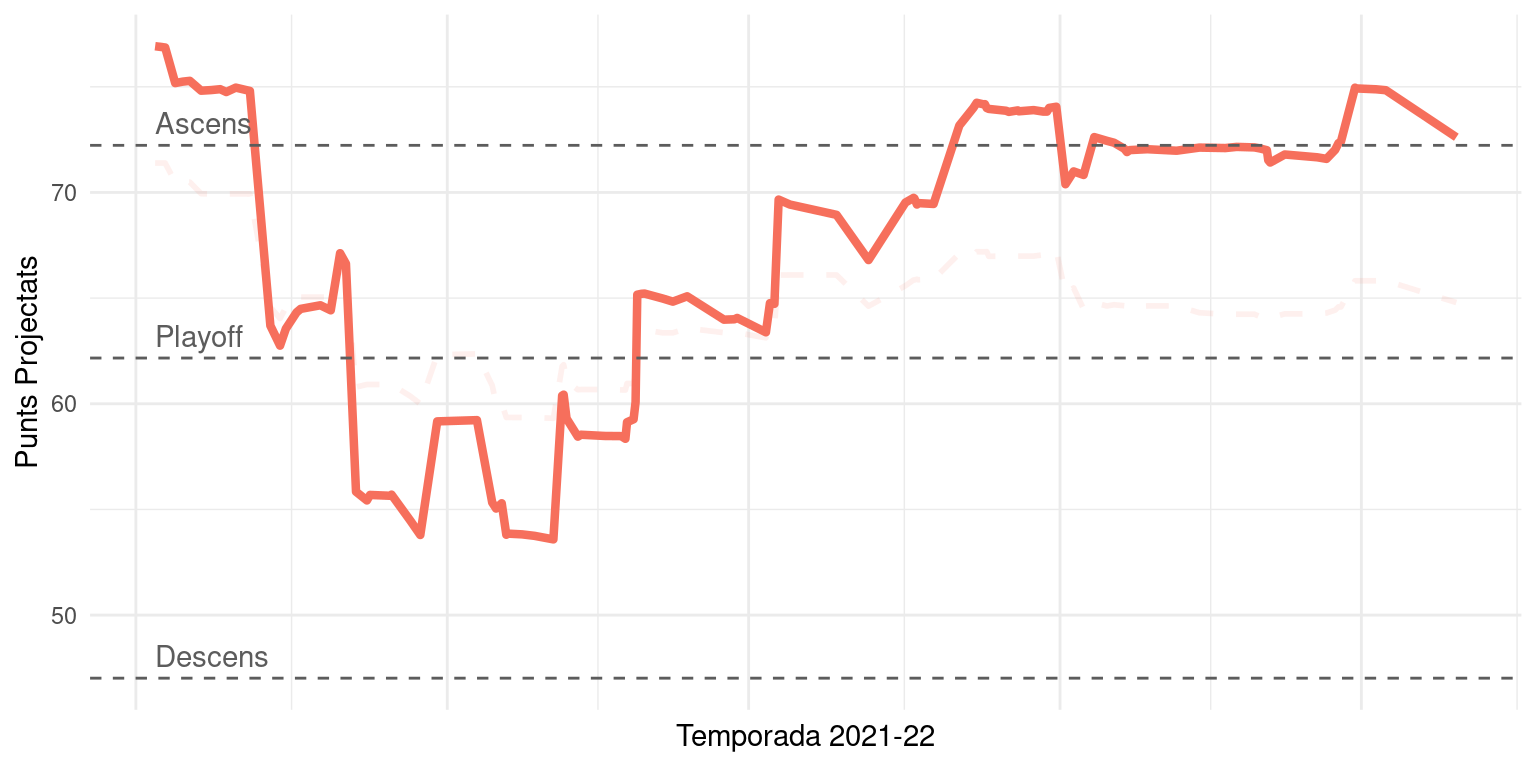 Ascens
70
Playoff
60
50
Descens
Punts Projectats
Temporada 2021-22